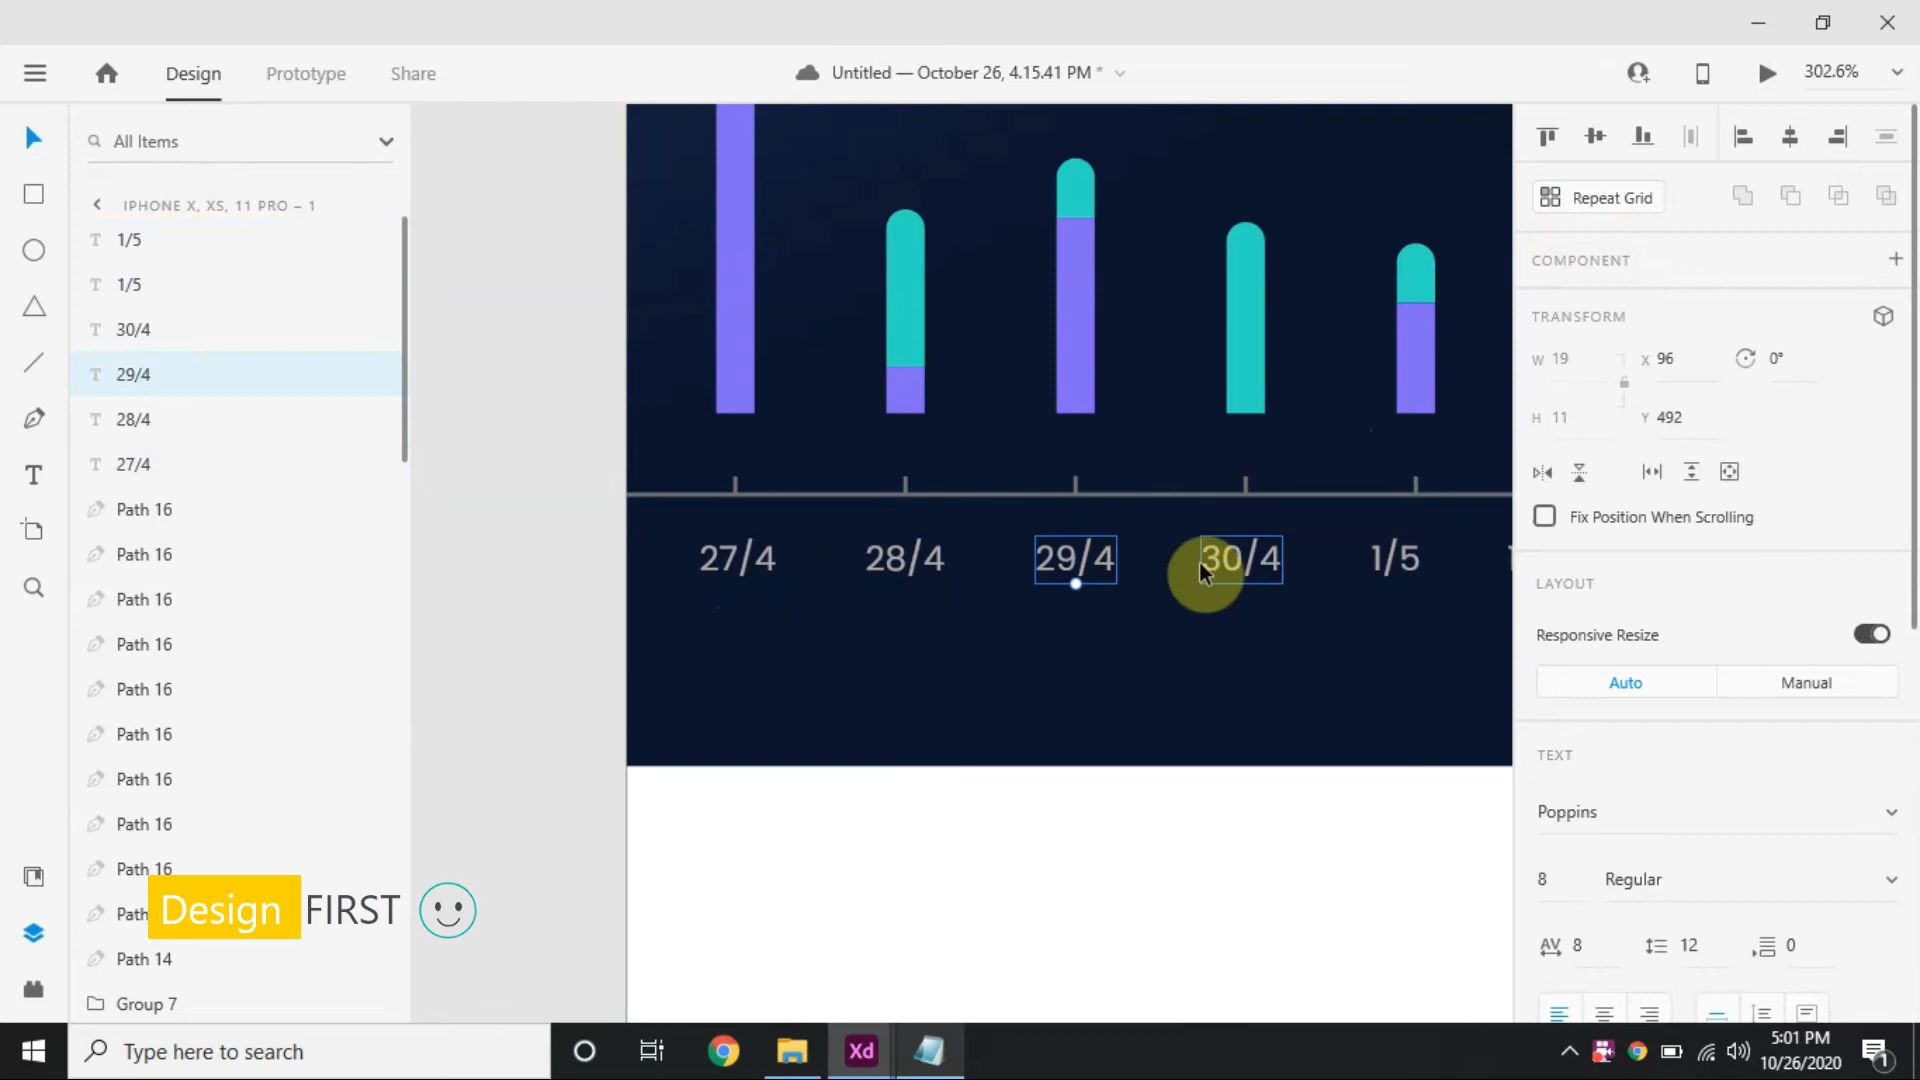 Design
Prototype
Share
Untitled — October 26, 4.15.41 PM *
302.6%
All Items
IPHONE X, XS, 11 PRO – 1
T 1/5
T 1/5
T 30/4
T 29/4
T 28/4
T 27/4
Path 16
Path 16
Path 16
Path 16
Path 16
Path 16
Path 16
Path 16
Path 16
Path
Path 14
Group 7
T
27/4
28/4
29/4
30/4
1/5
Design FIRST
Repeat Grid
COMPONENT
TRANSFORM
W 19
X 96
0°
H 11
Y 492
Fix Position When Scrolling
LAYOUT
Responsive Resize
Auto
Manual
TEXT
Poppins
8
Regular
AV 8
12
0
Type here to search
Xd
5:01 PM
10/26/2020
1